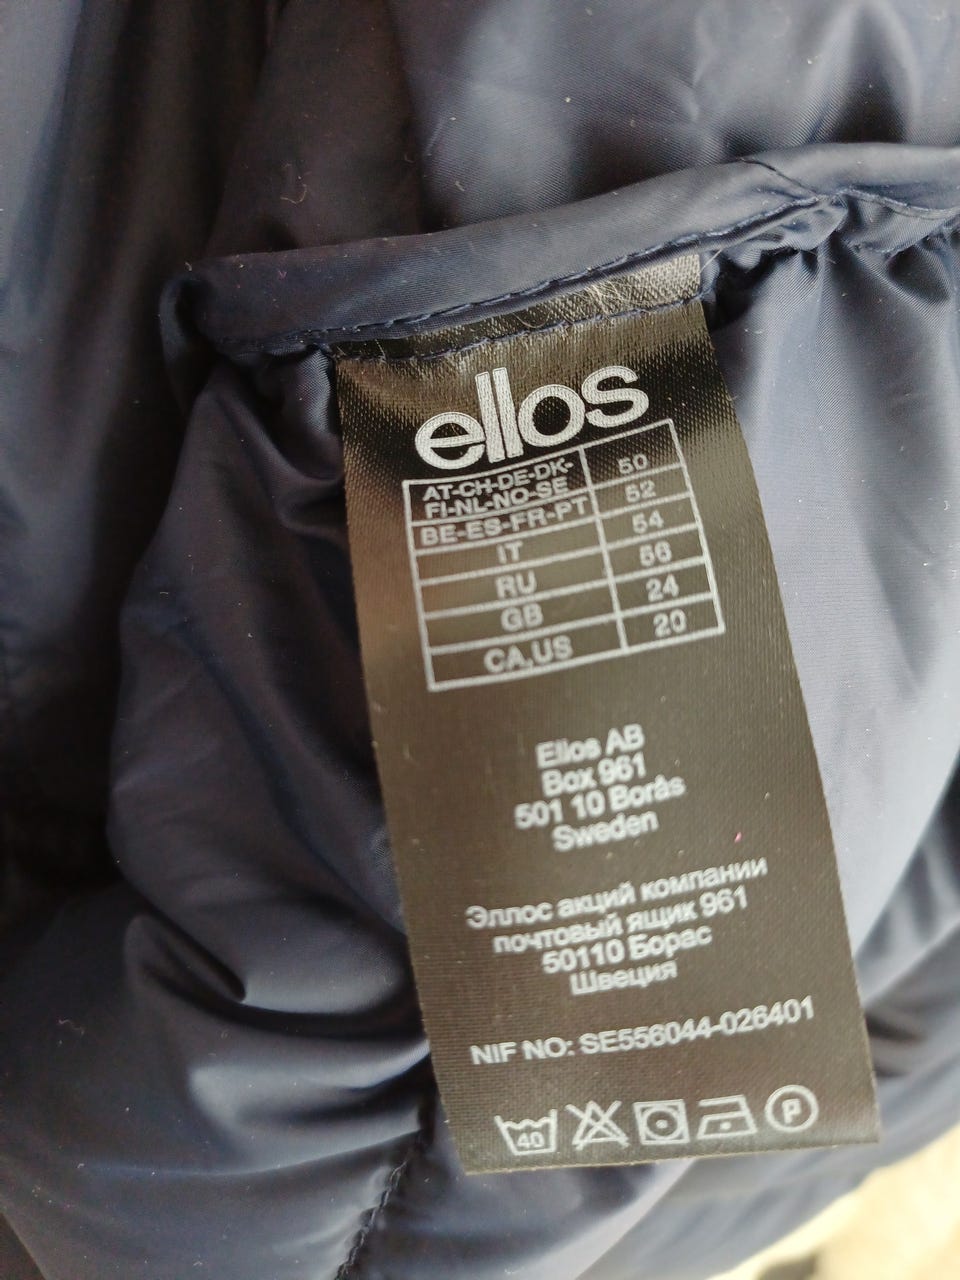 ellos
AT-CH-DE-DK-
FI-NL-NO-SE 50
BE-ES-FR-PT 52
IT 54
RU 56
GB 24
CA,US 20
Ellos AB
Box 961
501 10 Borås
Sweden
Эллос акций компании
почтовый ящик 961
50110 Борас
Швеция
NIF NO: SE556044-026401
40
P